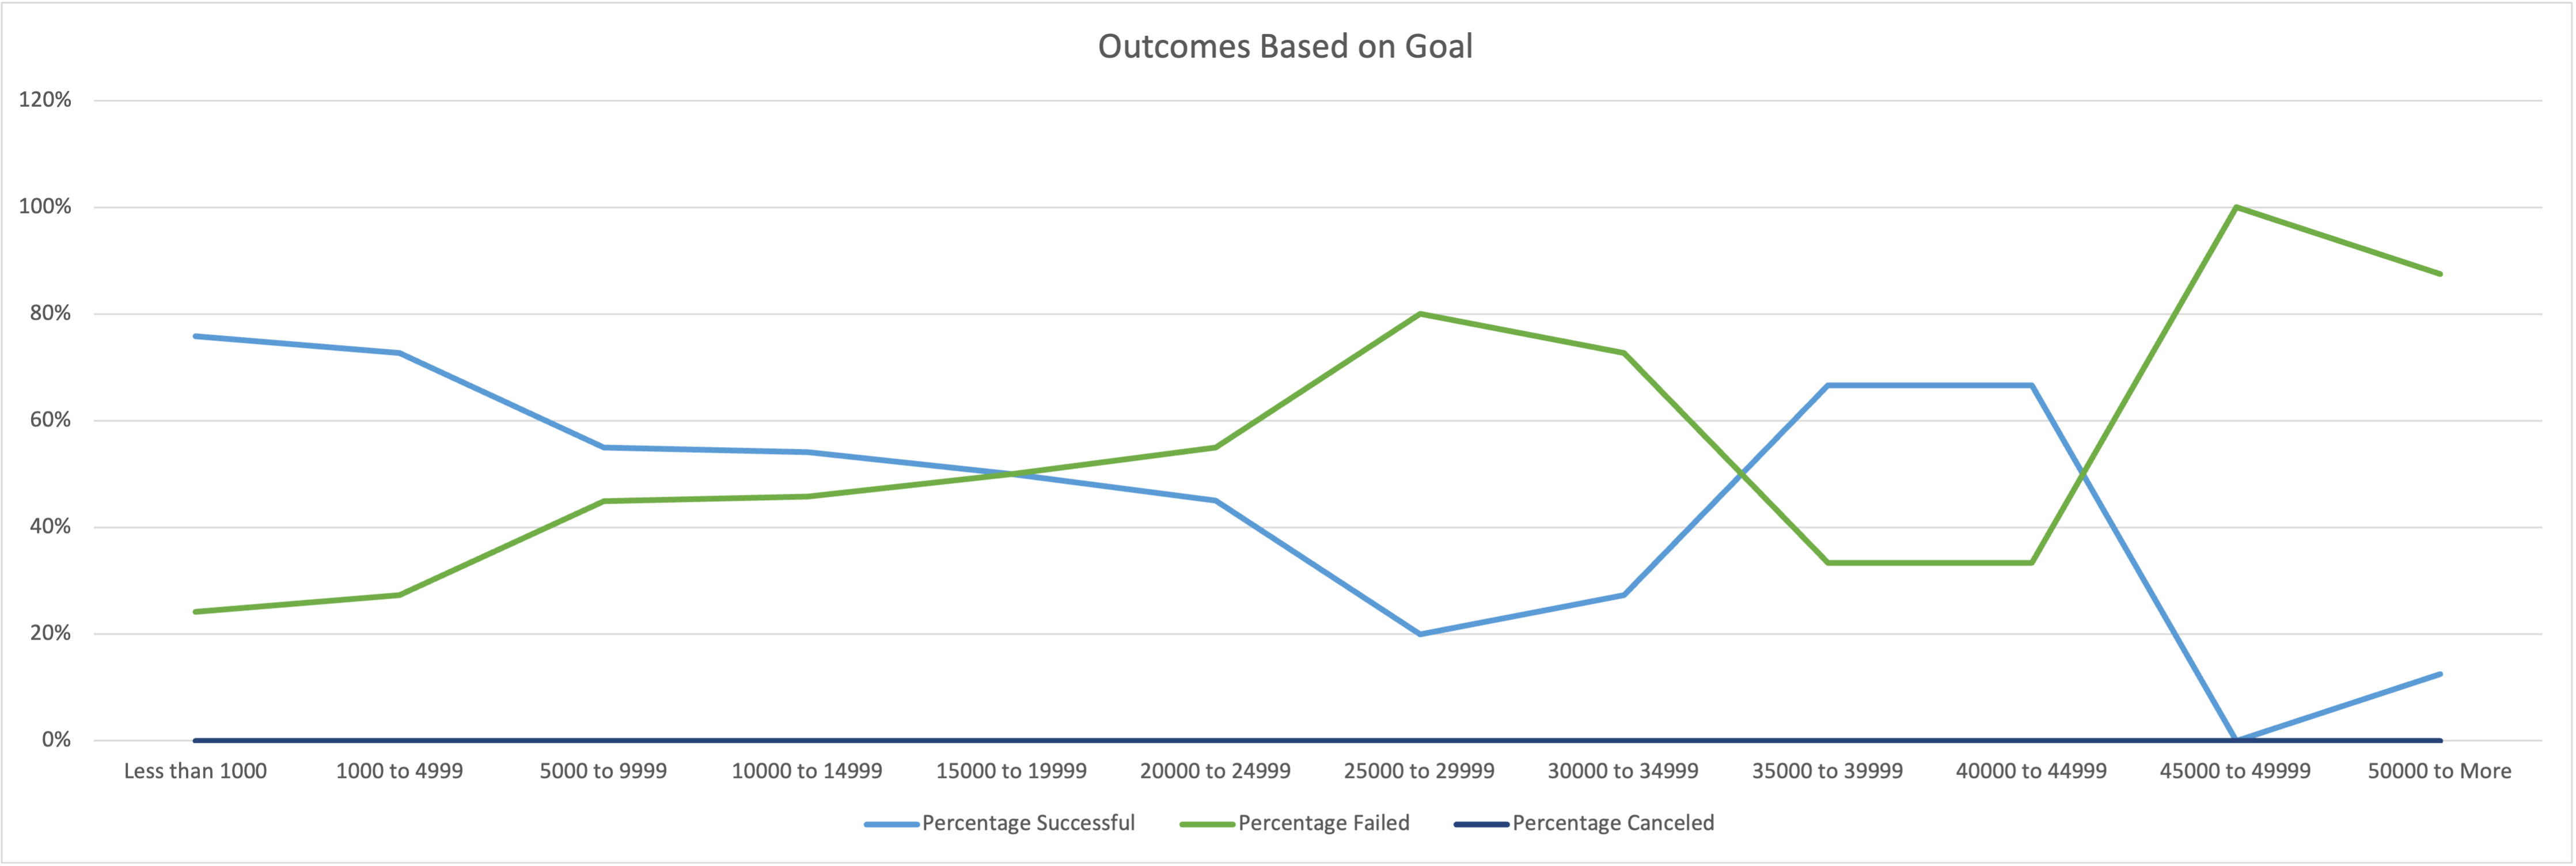 Outcomes Based on Goal
120%
100%
80%
60%
40%
20%
0%
Less than 1000 1000 to 4999 5000 to 9999 10000 to 14999 15000 to 19999 20000 to 24999 25000 to 29999 30000 to 34999 35000 to 39999 40000 to 44999 45000 to 49999 50000 to More
Percentage Successful Percentage Failed Percentage Canceled